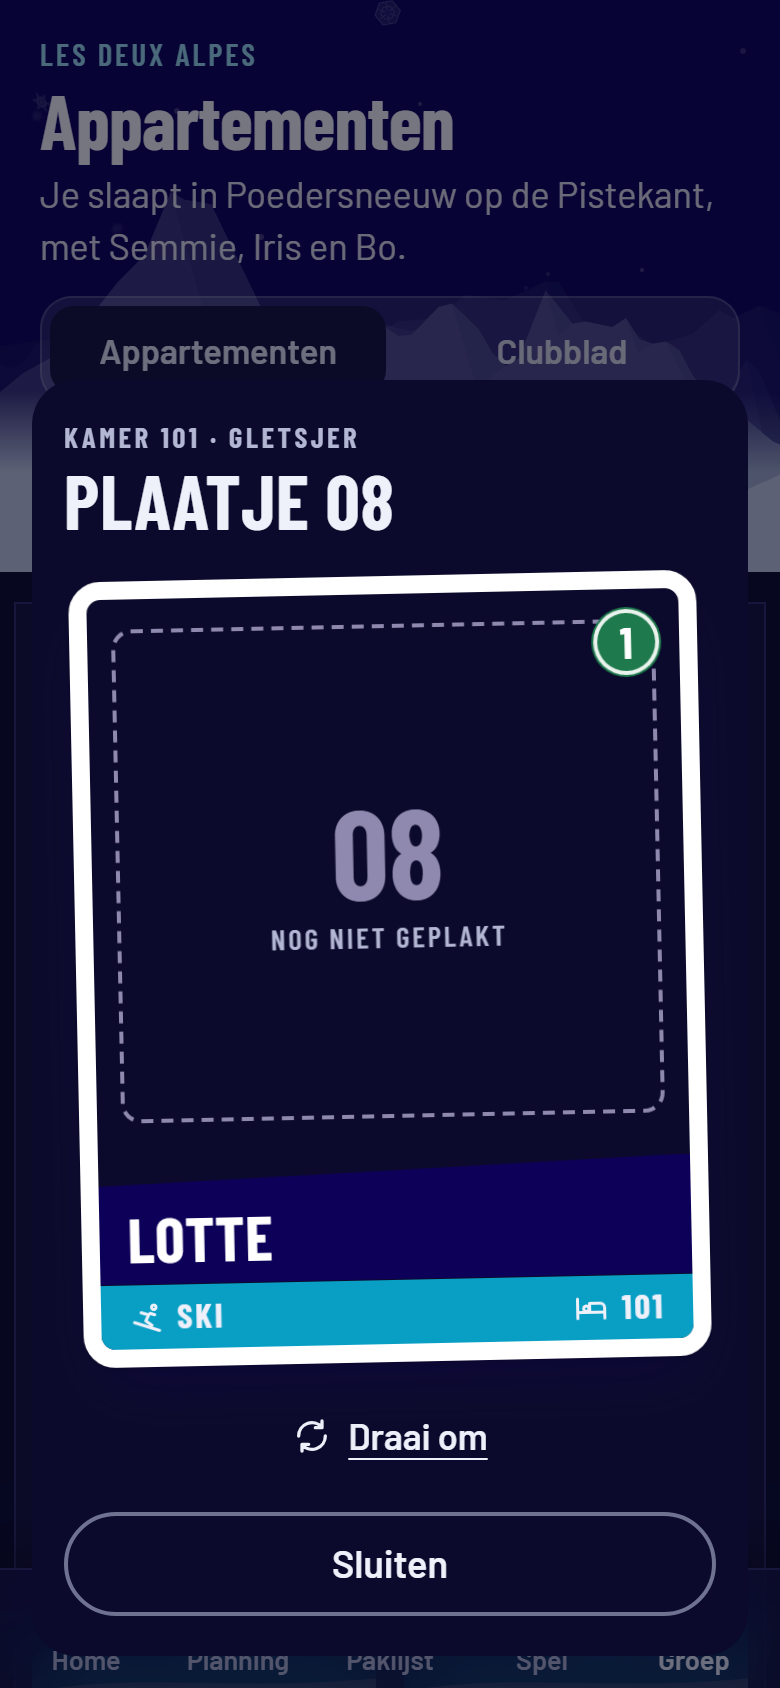 LES DEUX ALPES
Appartementen
Je slaapt in Poedersneeuw op de Pistekant,
met Semmie, Iris en Bo.
Appartementen
Clubblad
KAMER 101 · GLETSJER
PLAATJE 08
1
08
NOG NIET GEPLAKT
LOTTE
SKI
101
Draai om
Sluiten
Home
Planning
Paklijst
Spel
Groep